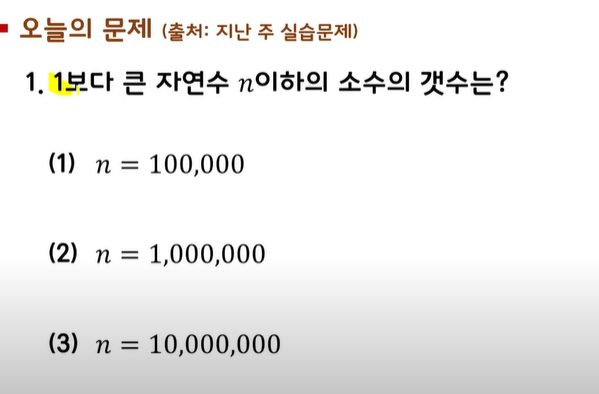 오늘의 문제 (출처: 지난 주 실습문제)
1. 1보다 큰 자연수 n이하의 소수의 갯수는?
(1) n = 100,000
(2) n = 1,000,000
(3) n = 10,000,000